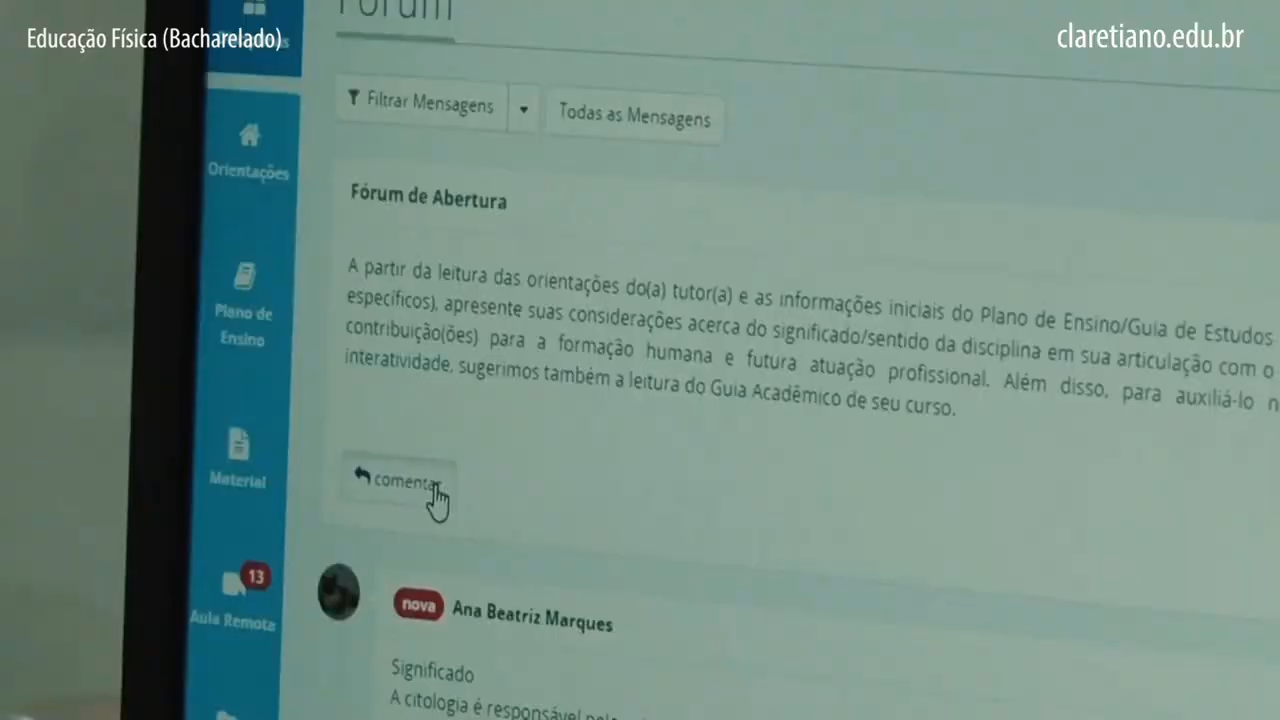 Educação Física (Bacharelado)
claretiano.edu.br
Fórum
Filtrar Mensagens
Todas as Mensagens
Orientações
Fórum de Abertura
A partir da leitura das orientações do(a) tutor(a) e as informações iniciais do Plano de Ensino/Guia de Estudos
específicos), apresente suas considerações acerca do significado/sentido da disciplina em sua articulação com o
contribuição(ões) para a formação humana e futura atuação profissional. Além disso, para auxiliá-lo n
interatividade, sugerimos também a leitura do Guia Acadêmico de seu curso.
Plano de
Ensino
Material
comentar
13
Aula Remota
nova Ana Beatriz Marques
Significado
A citologia é responsável